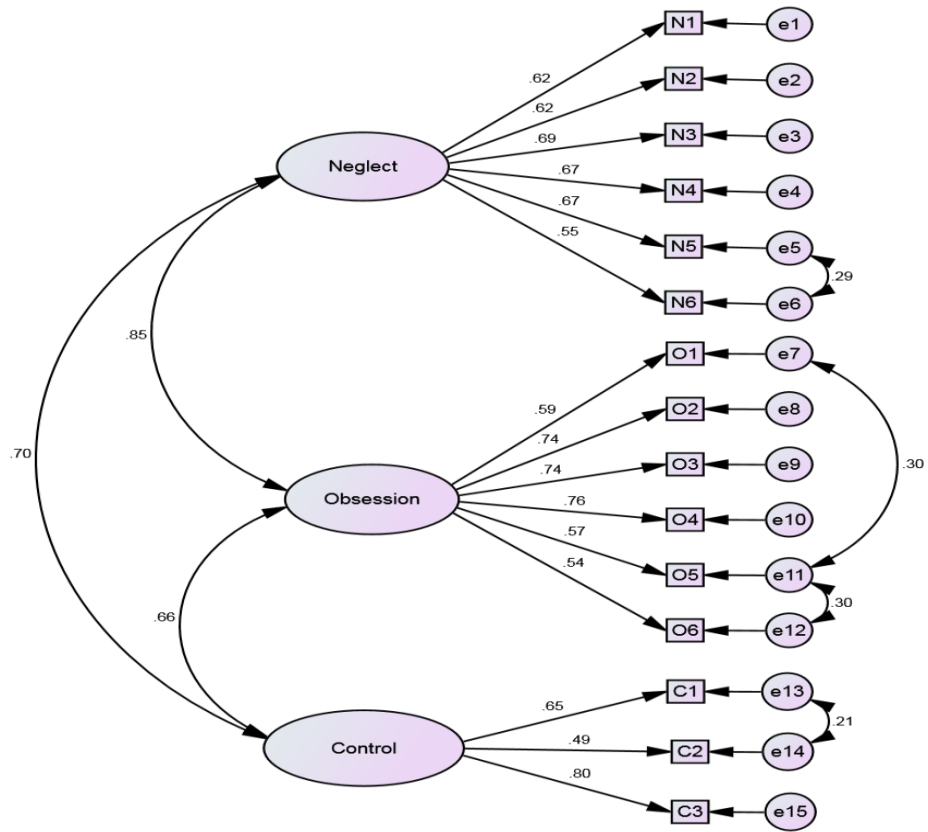 N1
e1
.62
N2
e2
.62
N3
e3
.69
Neglect
.67
N4
e4
.67
.55
N5
e5
.29
N6
e6
.85
O1
e7
.59
O2
e8
.74
.70
O3
e9
.30
.74
Obsession
.76
O4
e10
.57
.54
O5
e11
.30
.66
O6
e12
C1
e13
.65
.21
Control
.49
C2
e14
.80
C3
e15